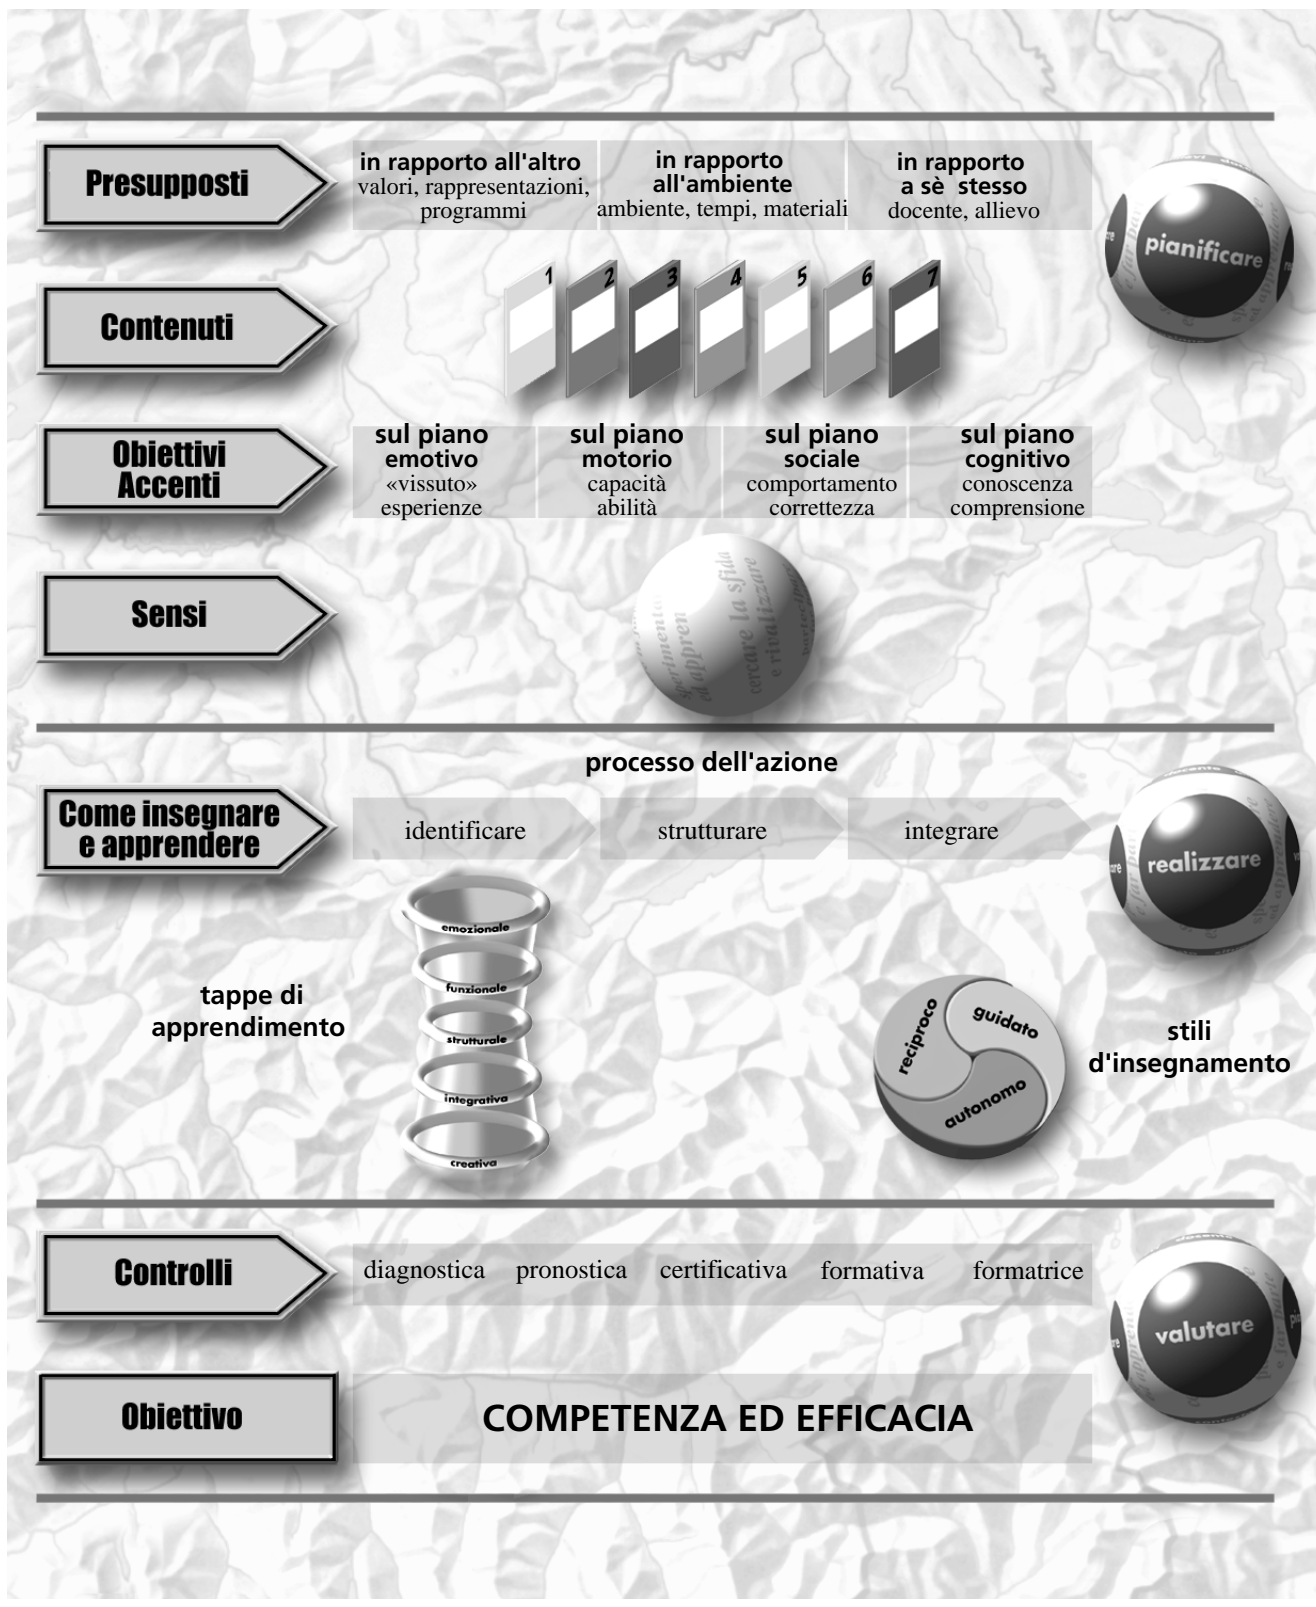 Presupposti
in rapporto all'altro
valori, rappresentazioni,
programmi
in rapporto
all'ambiente
ambiente, tempi, materiali
in rapporto
a sè stesso
docente, allievo
pianificare
Contenuti
1 2 3 4 5 6 7
Obiettivi
Accenti
sul piano
emotivo
«vissuto»
esperienze
sul piano
motorio
capacità
abilità
sul piano
sociale
comportamento
correttezza
sul piano
cognitivo
conoscenza
comprensione
Sensi
ed appren
cercare la sfida
e rivalizzare
processo dell'azione
Come insegnare
e apprendere
identificare
strutturare
integrare
realizzare
tappe di
apprendimento
emozionale
funzionale
strutturale
integrativa
creativa
reciproco
guidato
autonomo
stili
d'insegnamento
Controlli
diagnostica pronostica certificativa formativa formatrice
valutare
Obiettivo
COMPETENZA ED EFFICACIA